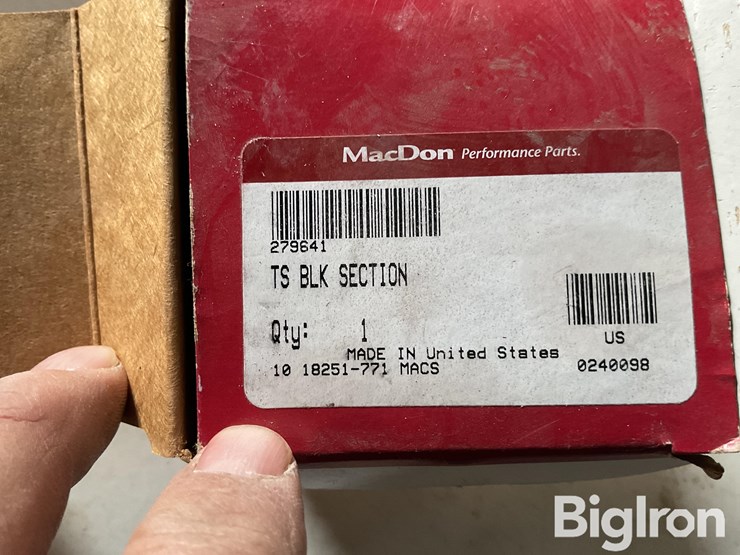 MacDon Performance Parts.
279641
TS BLK SECTION
Qty: 1
MADE IN United States
10 18251-771 MACS
US
0240098
BigIron